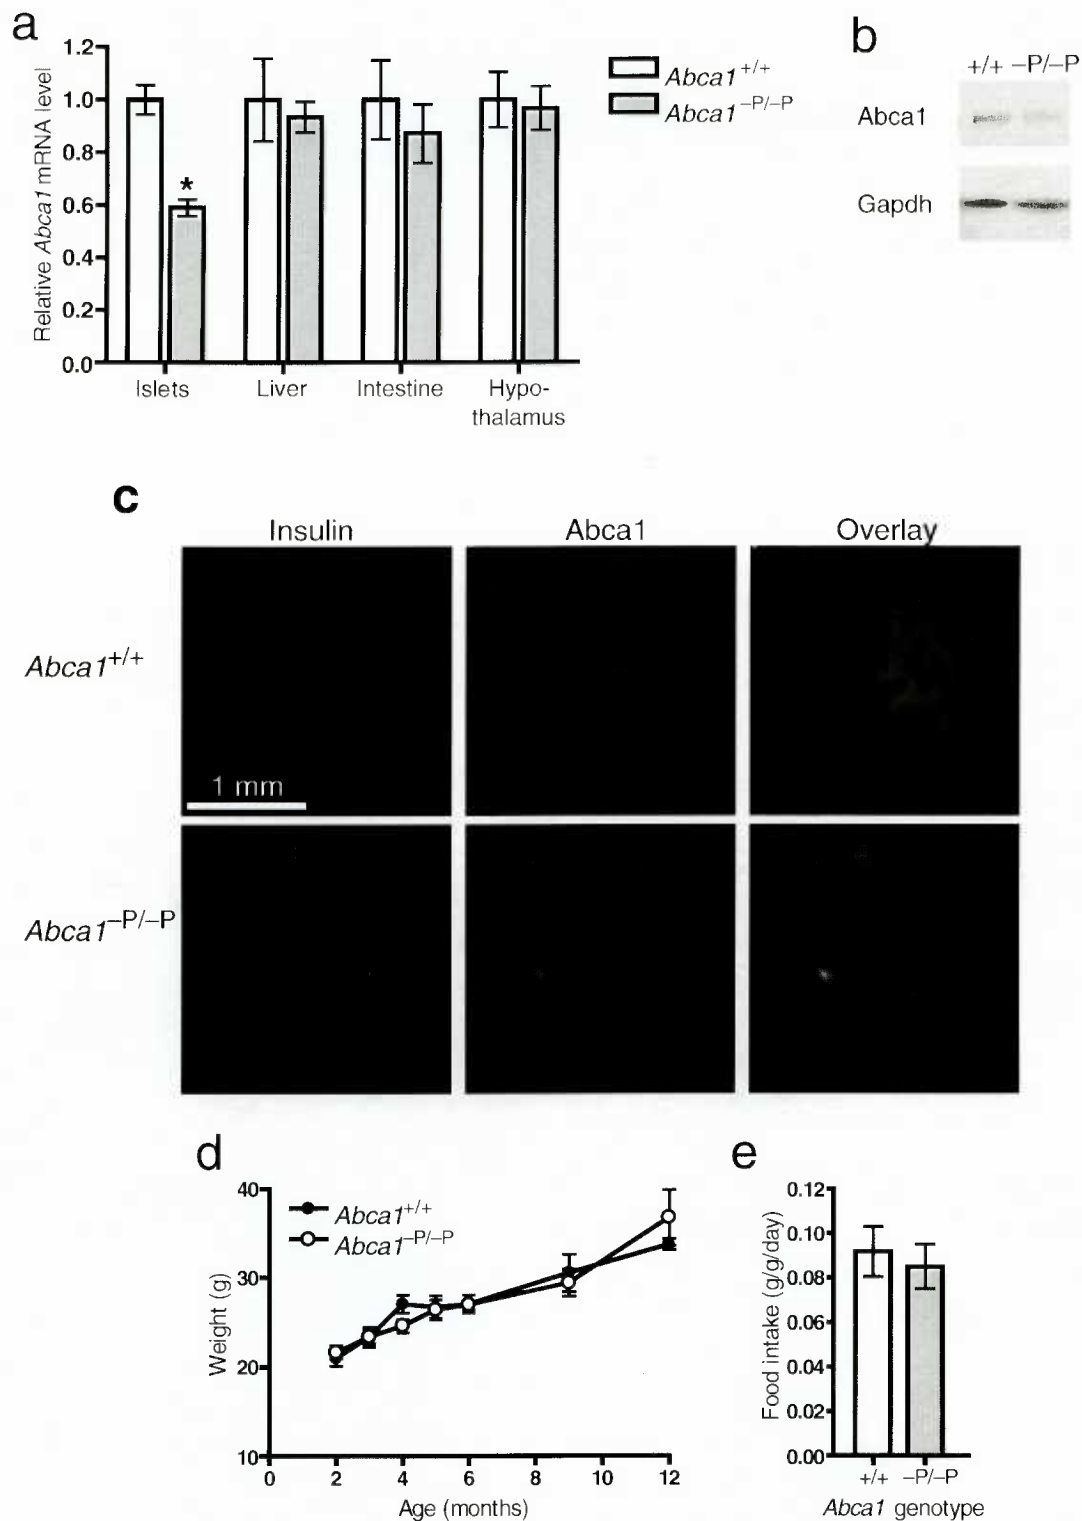 a
1.2
1.0
0.8
0.6
0.4
0.2
0.0
Relative Abca1 mRNA level
*
Islets
Liver
Intestine
Hypo-
thalamus
Abca1+/+
Abca1–P/–P
b
+/+ –P/–P
Abca1
Gapdh
c
Insulin Abca1 Overlay
Abca1+/+
1 mm
Abca1–P/–P
d
40
30
20
10
Weight (g)
Abca1+/+
Abca1–P/–P
0 2 4 6 8 10 12
Age (months)
e
0.12
0.10
0.08
0.06
0.04
0.02
0.00
Food intake (g/g/day)
+/+ –P/–P
Abca1 genotype